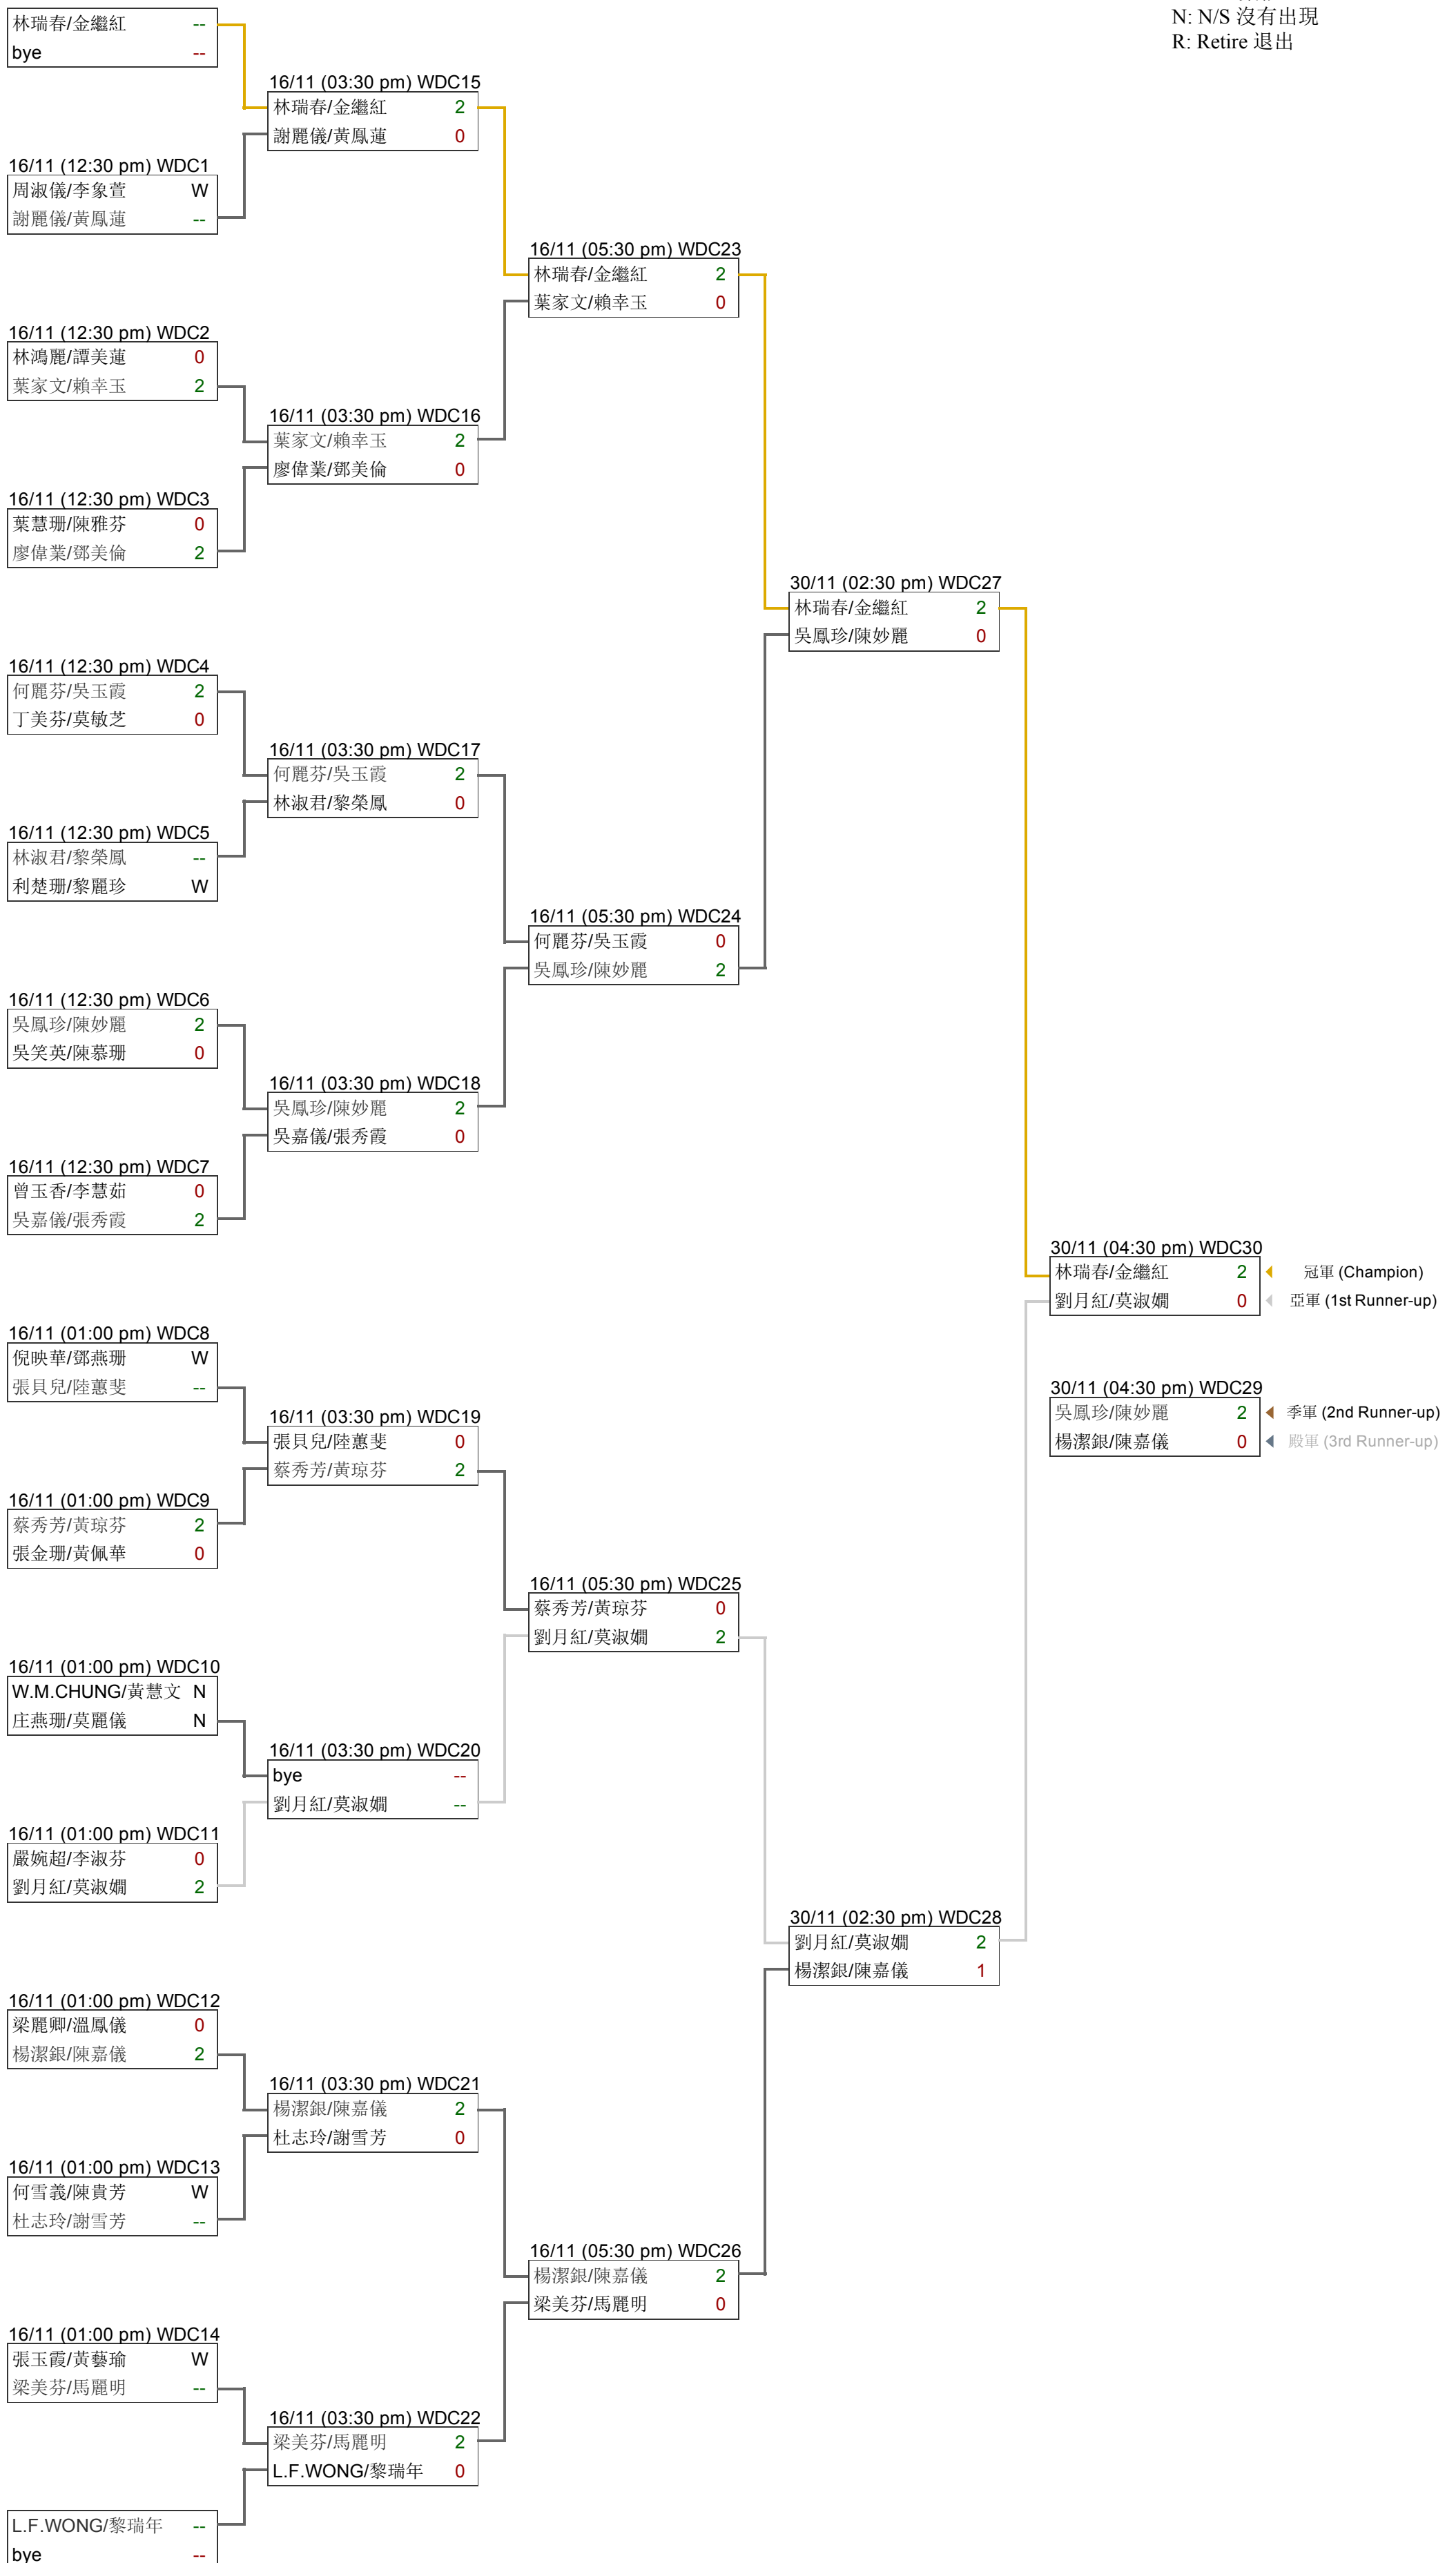 N: N/S 沒有出現
R: Retire 退出
林瑞春/金繼紅 --
bye --
16/11 (12:30 pm) WDC1
周淑儀/李象萱 W
謝麗儀/黃鳳蓮 --
16/11 (12:30 pm) WDC2
林鴻麗/譚美蓮 0
葉家文/賴幸玉 2
16/11 (12:30 pm) WDC3
葉慧珊/陳雅芬 0
廖偉業/鄧美倫 2
16/11 (12:30 pm) WDC4
何麗芬/吳玉霞 2
丁美芬/莫敏芝 0
16/11 (12:30 pm) WDC5
林淑君/黎榮鳳 --
利楚珊/黎麗珍 W
16/11 (12:30 pm) WDC6
吳鳳珍/陳妙麗 2
吳笑英/陳慕珊 0
16/11 (12:30 pm) WDC7
曾玉香/李慧茹 0
吳嘉儀/張秀霞 2
16/11 (01:00 pm) WDC8
倪映華/鄧燕珊 W
張貝兒/陸蕙斐 --
16/11 (01:00 pm) WDC9
蔡秀芳/黃琼芬 2
張金珊/黃佩華 0
16/11 (01:00 pm) WDC10
W.M.CHUNG/黃慧文 N
庄燕珊/莫麗儀 N
16/11 (01:00 pm) WDC11
嚴婉超/李淑芬 0
劉月紅/莫淑嫺 2
16/11 (01:00 pm) WDC12
梁麗卿/溫鳳儀 0
楊潔銀/陳嘉儀 2
16/11 (01:00 pm) WDC13
何雪義/陳貴芳 W
杜志玲/謝雪芳 --
16/11 (01:00 pm) WDC14
張玉霞/黃藝瑜 W
梁美芬/馬麗明 --
L.F.WONG/黎瑞年 --
bye --
16/11 (03:30 pm) WDC15
林瑞春/金繼紅 2
謝麗儀/黃鳳蓮 0
16/11 (03:30 pm) WDC16
葉家文/賴幸玉 2
廖偉業/鄧美倫 0
16/11 (03:30 pm) WDC17
何麗芬/吳玉霞 2
林淑君/黎榮鳳 0
16/11 (03:30 pm) WDC18
吳鳳珍/陳妙麗 2
吳嘉儀/張秀霞 0
16/11 (03:30 pm) WDC19
張貝兒/陸蕙斐 0
蔡秀芳/黃琼芬 2
16/11 (03:30 pm) WDC20
bye --
劉月紅/莫淑嫺 --
16/11 (03:30 pm) WDC21
楊潔銀/陳嘉儀 2
杜志玲/謝雪芳 0
16/11 (03:30 pm) WDC22
梁美芬/馬麗明 2
L.F.WONG/黎瑞年 0
16/11 (05:30 pm) WDC23
林瑞春/金繼紅 2
葉家文/賴幸玉 0
16/11 (05:30 pm) WDC24
何麗芬/吳玉霞 0
吳鳳珍/陳妙麗 2
16/11 (05:30 pm) WDC25
蔡秀芳/黃琼芬 0
劉月紅/莫淑嫺 2
16/11 (05:30 pm) WDC26
楊潔銀/陳嘉儀 2
梁美芬/馬麗明 0
30/11 (02:30 pm) WDC27
林瑞春/金繼紅 2
吳鳳珍/陳妙麗 0
30/11 (02:30 pm) WDC28
劉月紅/莫淑嫺 2
楊潔銀/陳嘉儀 1
30/11 (04:30 pm) WDC30
林瑞春/金繼紅 2 冠軍 (Champion)
劉月紅/莫淑嫺 0 亞軍 (1st Runner-up)
30/11 (04:30 pm) WDC29
吳鳳珍/陳妙麗 2 季軍 (2nd Runner-up)
楊潔銀/陳嘉儀 0 殿軍 (3rd Runner-up)